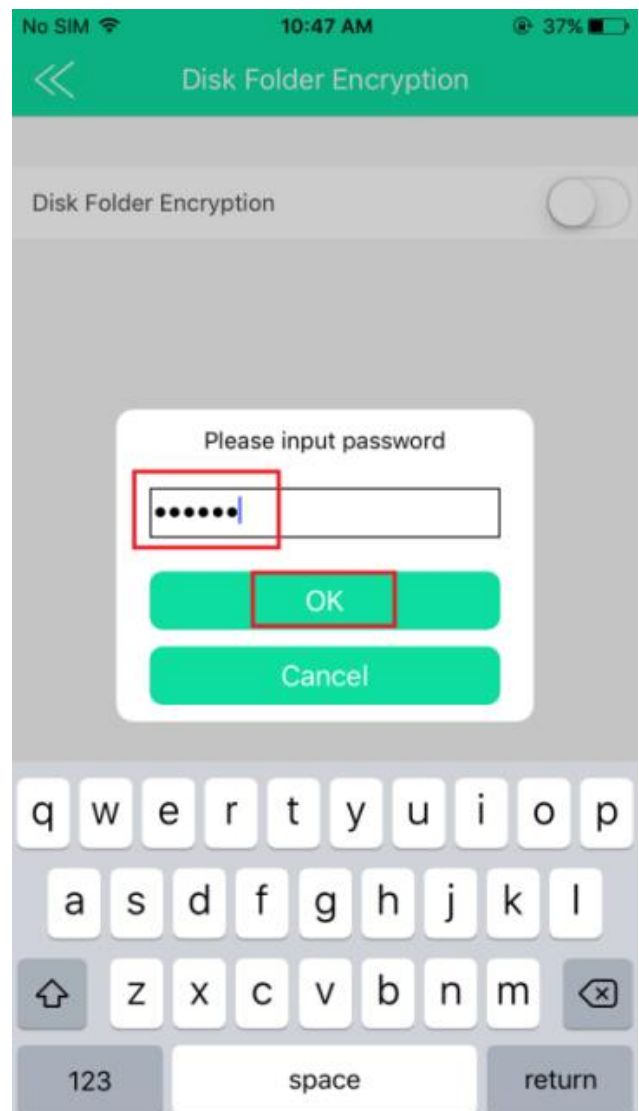 No SIM 10:47 AM 37%
Disk Folder Encryption
Disk Folder Encryption
Please input password
••••••
OK
Cancel
q w e r t y u i o p
a s d f g h j k l
z x c v b n m
123 space return